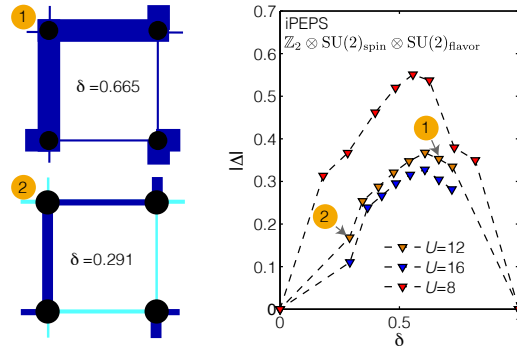 1
δ =0.665
2
δ =0.291
iPEPS
ℤ₂ ⊗ SU(2)spin ⊗ SU(2)flavor
|Δ|
0.7
0.6
0.5
0.4
0.3
0.2
0.1
0
1
2
U=12
U=16
U=8
0 0.5 1
δ